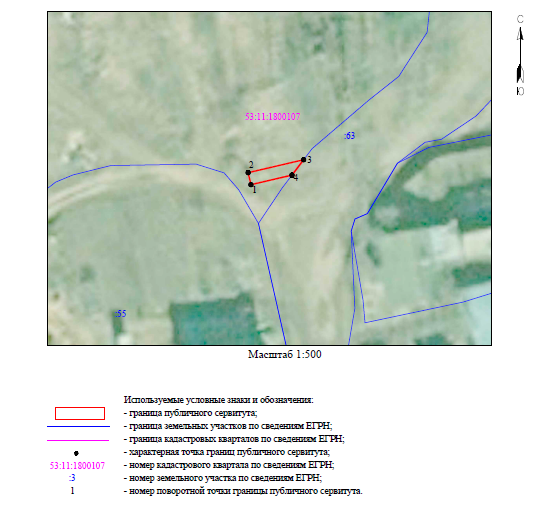 С
Ю
53:11:1800107
:63
2
3
1
4
:55
Масштаб 1:500
Используемые условные знаки и обозначения:
- граница публичного сервитута;
- граница земельных участков по сведениям ЕГРН;
- граница кадастровых кварталов по сведениям ЕГРН;
- характерная точка границ публичного сервитута;
53:11:1800107 - номер кадастрового квартала по сведениям ЕГРН;
:3 - номер земельного участка по сведениям ЕГРН;
1 - номер поворотной точки границы публичного сервитута.